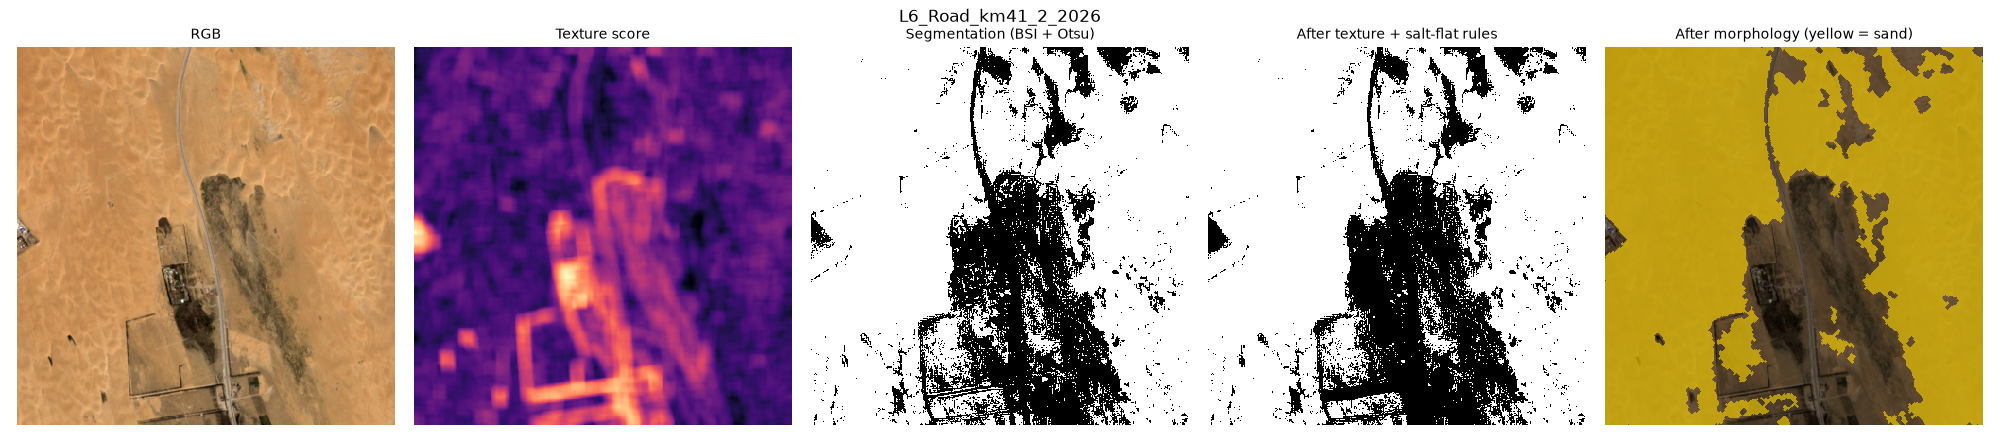 L6_Road_km41_2_2026
RGB
Texture score
Segmentation (BSI + Otsu)
After texture + salt-flat rules
After morphology (yellow = sand)